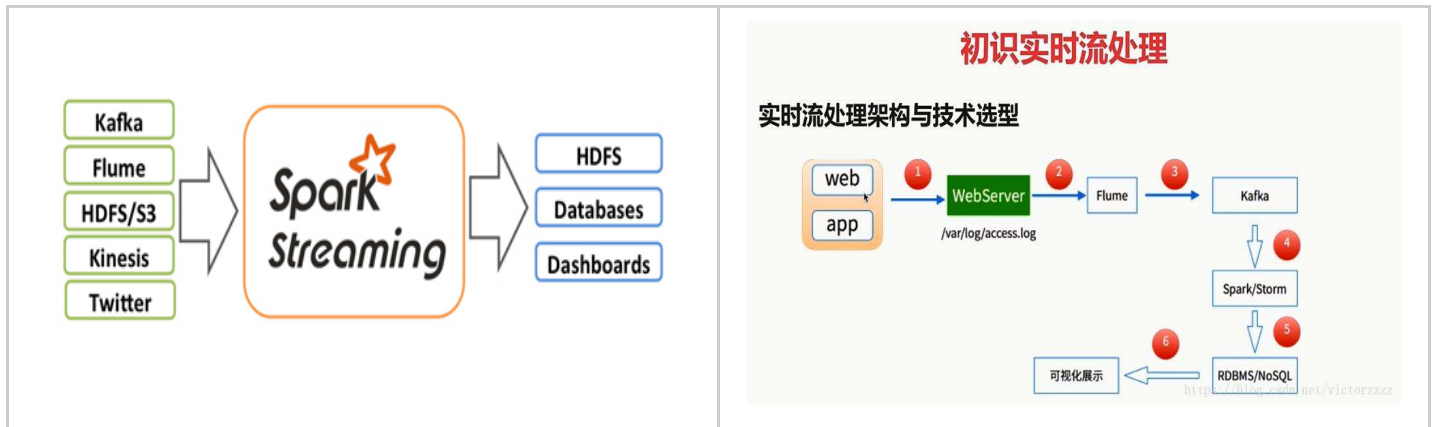 Kafka
Flume
HDFS/S3
Kinesis
Twitter
Spark
Streaming
HDFS
Databases
Dashboards
初识实时流处理
实时流处理架构与技术选型
web
app
1
WebServer
/var/log/access.log
2
Flume
3
Kafka
4
Spark/Storm
5
RDBMS/NoSQL
6
可视化展示
https://blog.csdn.net/victorzzzz